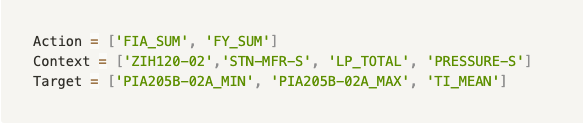 Action = ['FIA_SUM', 'FY_SUM']
Context = ['ZIH120-02','STN-MFR-S', 'LP_TOTAL', 'PRESSURE-S']
Target = ['PIA205B-02A_MIN', 'PIA205B-02A_MAX', 'TI_MEAN']